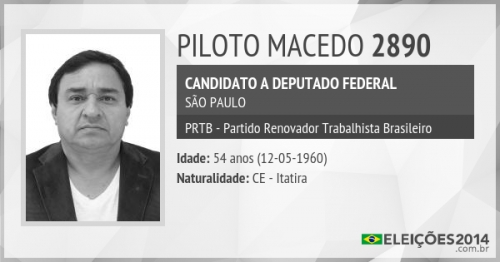 PILOTO MACEDO 2890
CANDIDATO A DEPUTADO FEDERAL
SÃO PAULO
PRTB - Partido Renovador Trabalhista Brasileiro
Idade: 54 anos (12-05-1960)
Naturalidade: CE - Itatira
ELEIÇÕES2014
.com.br